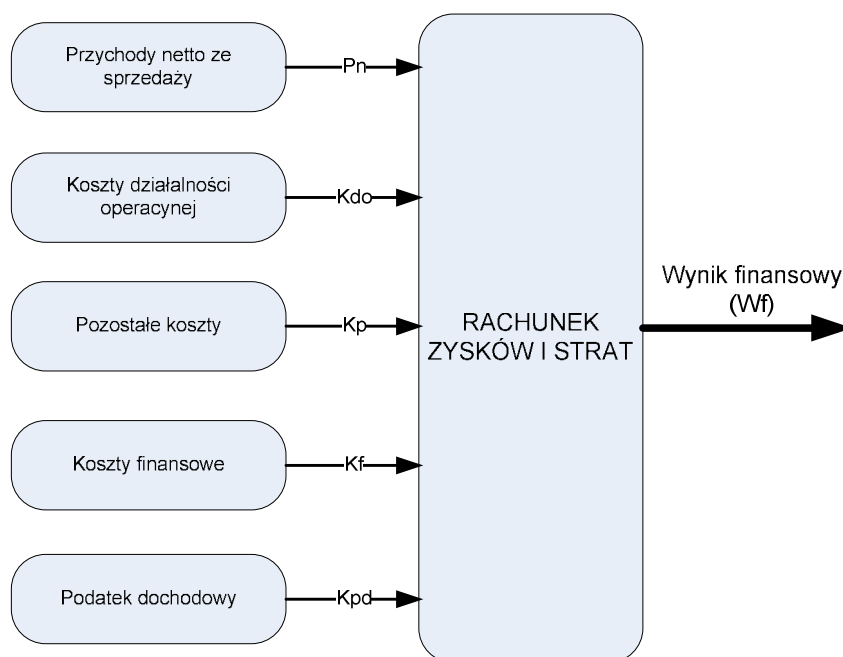 Przychody netto ze
sprzedaży
Pn
Koszty działalności
operacynej
Kdo
Pozostałe koszty
Kp
Koszty finansowe
Kf
Podatek dochodowy
Kpd
RACHUNEK
ZYSKÓW I STRAT
Wynik finansowy
(Wf)